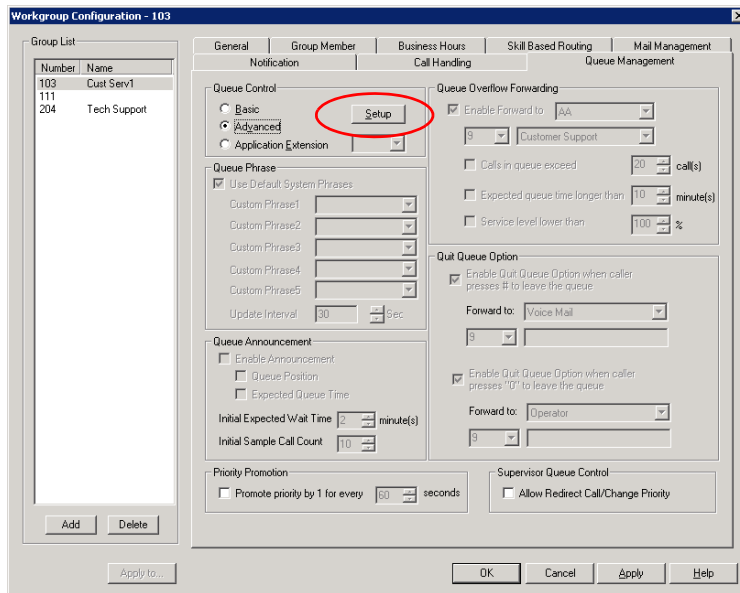 Workgroup Configuration - 103
Group List
Number Name
103 Cust Serv1
111
204 Tech Support
Add Delete
Apply to...
General Group Member Business Hours Skill Based Routing Mail Management
Notification Call Handling Queue Management
Queue Control
Basic
Setup
Advanced
Application Extension
Queue Phrase
Use Default System Phrases
Custom Phrase1
Custom Phrase2
Custom Phrase3
Custom Phrase4
Custom Phrase5
Update Interval 30 Sec
Queue Announcement
Enable Announcement
Queue Position
Expected Queue Time
Initial Expected Wait Time 2 minute(s)
Initial Sample Call Count 10
Priority Promotion
Promote priority by 1 for every 60 seconds
Queue Overflow Forwarding
Enable Forward to AA
9 Customer Support
Calls in queue exceed 20 call(s)
Expected queue time longer than 10 minute(s)
Service level lower than 100 %
Quit Queue Option
Enable Quit Queue Option when caller
presses # to leave the queue
Forward to: Voice Mail
9
Enable Quit Queue Option when caller
presses "0" to leave the queue
Forward to: Operator
9
Supervisor Queue Control
Allow Redirect Call/Change Priority
OK Cancel Apply Help